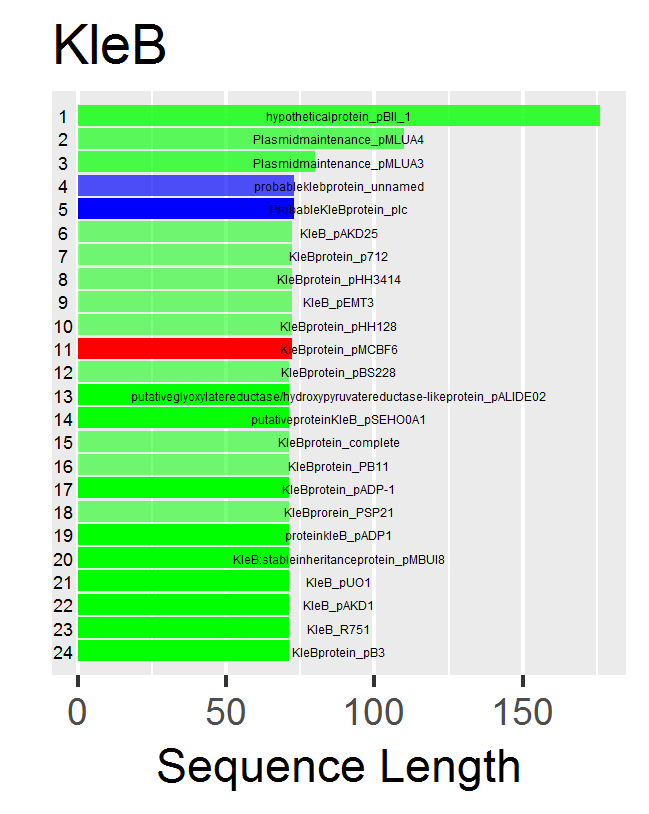 KleB
1 hypotheticalprotein_pBII_1
2 Plasmidmaintenance_pMLUA4
3 Plasmidmaintenance_pMLUA3
4 probableklebprotein_unnamed
5 ProbableKleBprotein_plc
6 KleB_pAKD25
7 KleBprotein_p712
8 KleBprotein_pHH3414
9 KleB_pEMT3
10 KleBprotein_pHH128
11 KleBprotein_pMCBF6
12 KleBprotein_pBS228
13 putativeglyoxylatereductase/hydroxypyruvatereductase-likeprotein_pALIDE02
14 putativeproteinKleB_pSEHO0A1
15 KleBprotein_complete
16 KleBprotein_PB11
17 KleBprotein_pADP-1
18 KleBprorein_PSP21
19 proteinkleB_pADP1
20 KleB:stableinheritanceprotein_pMBUI8
21 KleB_pUO1
22 KleB_pAKD1
23 KleB_R751
24 KleBprotein_pB3
0 50 100 150
Sequence Length